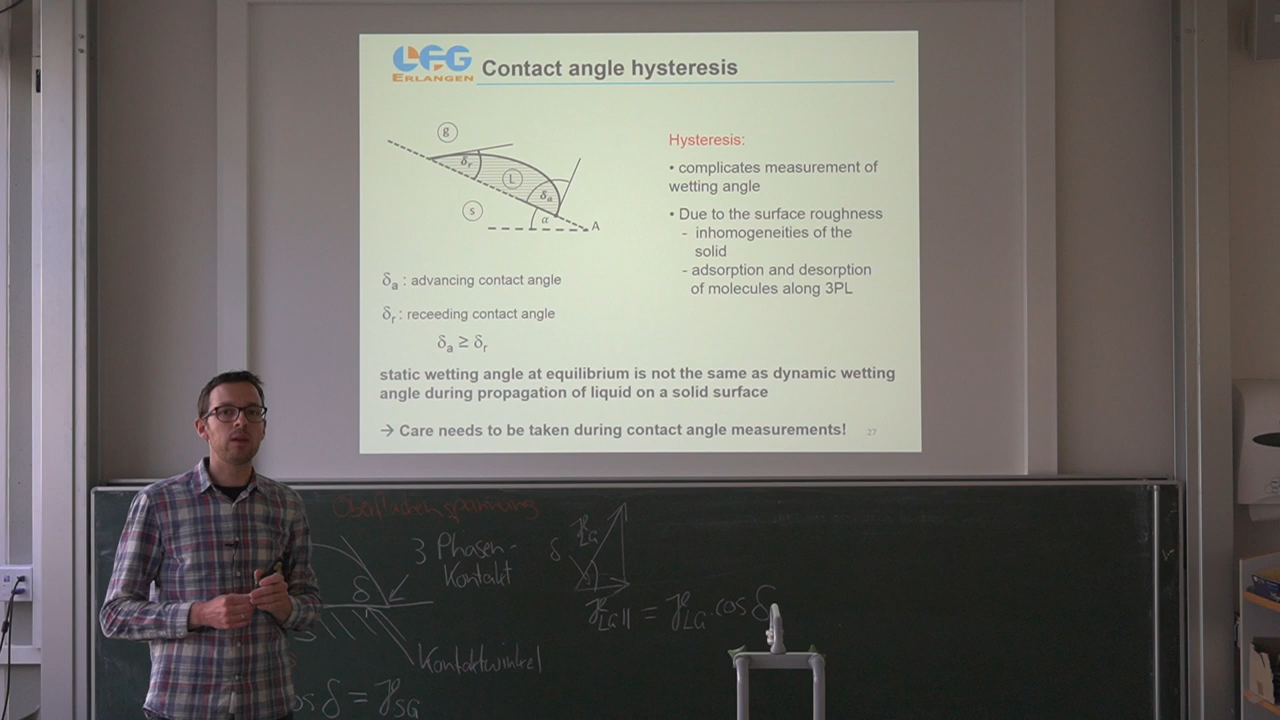 LFG
ERLANGEN
Contact angle hysteresis
g
δr
L
δa
s
α
A
Hysteresis:
• complicates measurement of
wetting angle
• Due to the surface roughness
- inhomogeneities of the
solid
- adsorption and desorption
of molecules along 3PL
δa : advancing contact angle
δr : receeding contact angle
δa ≥ δr
static wetting angle at equilibrium is not the same as dynamic wetting
angle during propagation of liquid on a solid surface
→ Care needs to be taken during contact angle measurements!
27
Oberflächenspannung
3 Phasen-
Kontakt
δ
δ
γLG
γLG|| = γLG · cos δ
Kontaktwinkel
os δ = γSG